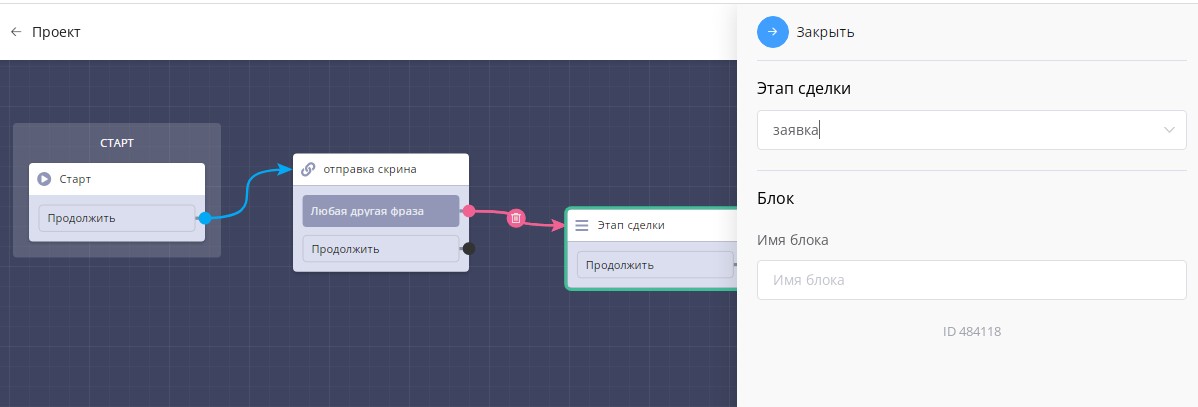 Проект
СТАРТ
Старт
Продолжить
отправка скрина
Любая другая фраза
Продолжить
Этап сделки
Продолжить
Закрыть
Этап сделки
заявка
Блок
Имя блока
Имя блока
ID 484118